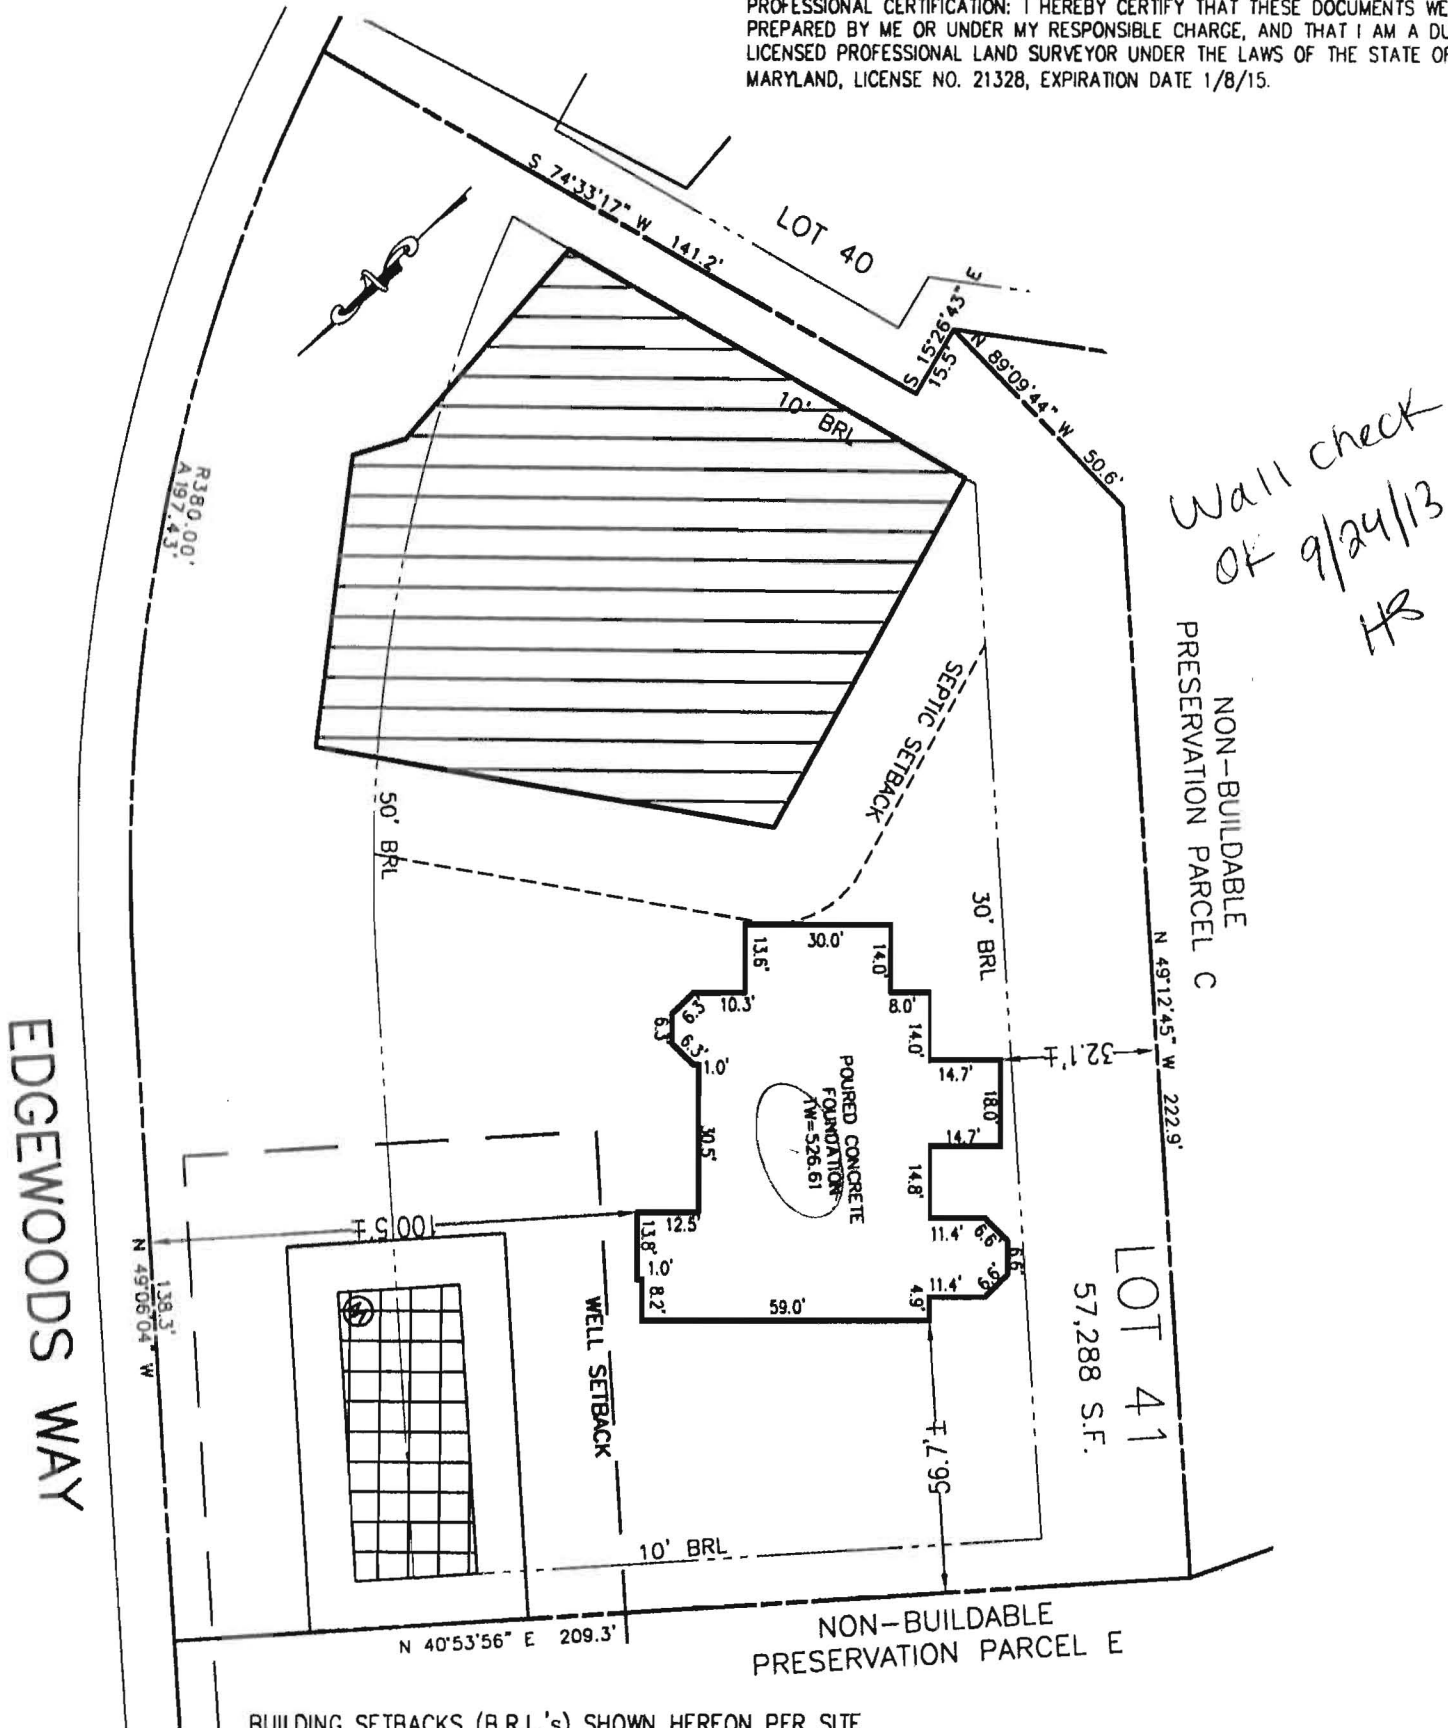 PROFESSIONAL CERTIFICATION: I HEREBY CERTIFY THAT THESE DOCUMENTS WE
PREPARED BY ME OR UNDER MY RESPONSIBLE CHARGE, AND THAT I AM A DU
LICENSED PROFESSIONAL LAND SURVEYOR UNDER THE LAWS OF THE STATE OF
MARYLAND, LICENSE NO. 21328, EXPIRATION DATE 1/8/15.
S 74°33'17" W 141.2'
LOT 40
S 15°26'43" E
15.5'
N 89°09'44" W 50.6'
10' BRL
Wall check
OK 9/24/13
HS
R380.00'
A 197.43'
NON-BUILDABLE
PRESERVATION PARCEL C
SEPTIC SETBACK
50' BRL
30' BRL
N 49°12'45" W 222.9'
30.0'
13.6'
14.0'
10.3'
8.0'
6.3'
6.3'
6.3'
14.0'
1.0'
14.7'
32.1'±
18.0'
14.7'
30.5'
POURED CONCRETE
FOUNDATION
TW=526.61
14.8'
12.5'
13.8'
1.0'
8.2'
11.4'
6.6'
6.6'
6.6'
11.4'
4.9'
59.0'
100.5'±
WELL SETBACK
LOT 41
57,288 S.F.
56.7'±
EDGEWOODS WAY
138.3'
N 49°06'04" W
10' BRL
N 40°53'56" E 209.3'
NON-BUILDABLE
PRESERVATION PARCEL E
BUILDING SETBACKS (B.R.L.'s) SHOWN HEREON PER SITE